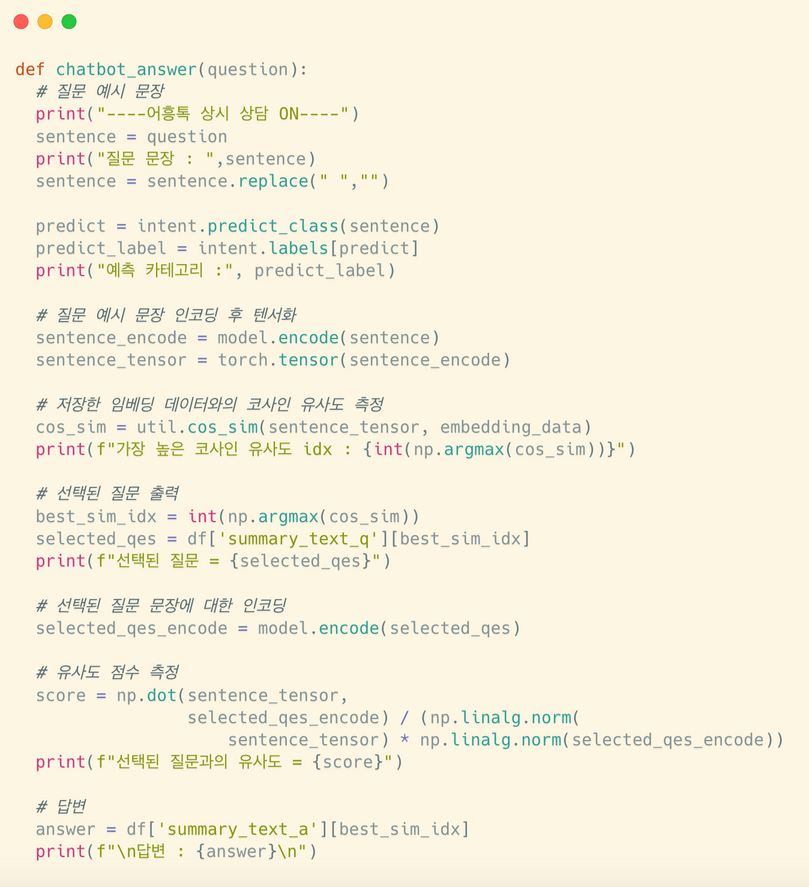 def chatbot_answer(question):
  # 질문 예시 문장
  print("----어흥톡 상시 상담 ON----")
  sentence = question
  print("질문 문장 : ",sentence)
  sentence = sentence.replace(" ","")

  predict = intent.predict_class(sentence)
  predict_label = intent.labels[predict]
  print("예측 카테고리 :", predict_label)

  # 질문 예시 문장 인코딩 후 텐서화
  sentence_encode = model.encode(sentence)
  sentence_tensor = torch.tensor(sentence_encode)

  # 저장한 임베딩 데이터와의 코사인 유사도 측정
  cos_sim = util.cos_sim(sentence_tensor, embedding_data)
  print(f"가장 높은 코사인 유사도 idx : {int(np.argmax(cos_sim))}")

  # 선택된 질문 출력
  best_sim_idx = int(np.argmax(cos_sim))
  selected_qes = df['summary_text_q'][best_sim_idx]
  print(f"선택된 질문 = {selected_qes}")

  # 선택된 질문 문장에 대한 인코딩
  selected_qes_encode = model.encode(selected_qes)

  # 유사도 점수 측정
  score = np.dot(sentence_tensor,
                 selected_qes_encode) / (np.linalg.norm(
                     sentence_tensor) * np.linalg.norm(selected_qes_encode))
  print(f"선택된 질문과의 유사도 = {score}")

  # 답변
  answer = df['summary_text_a'][best_sim_idx]
  print(f"\n답변 : {answer}\n")